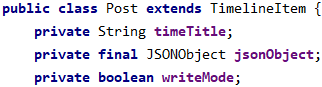 public class Post extends TimelineItem {
    private String timeTitle;
    private final JSONObject jsonObject;
    private boolean writeMode;